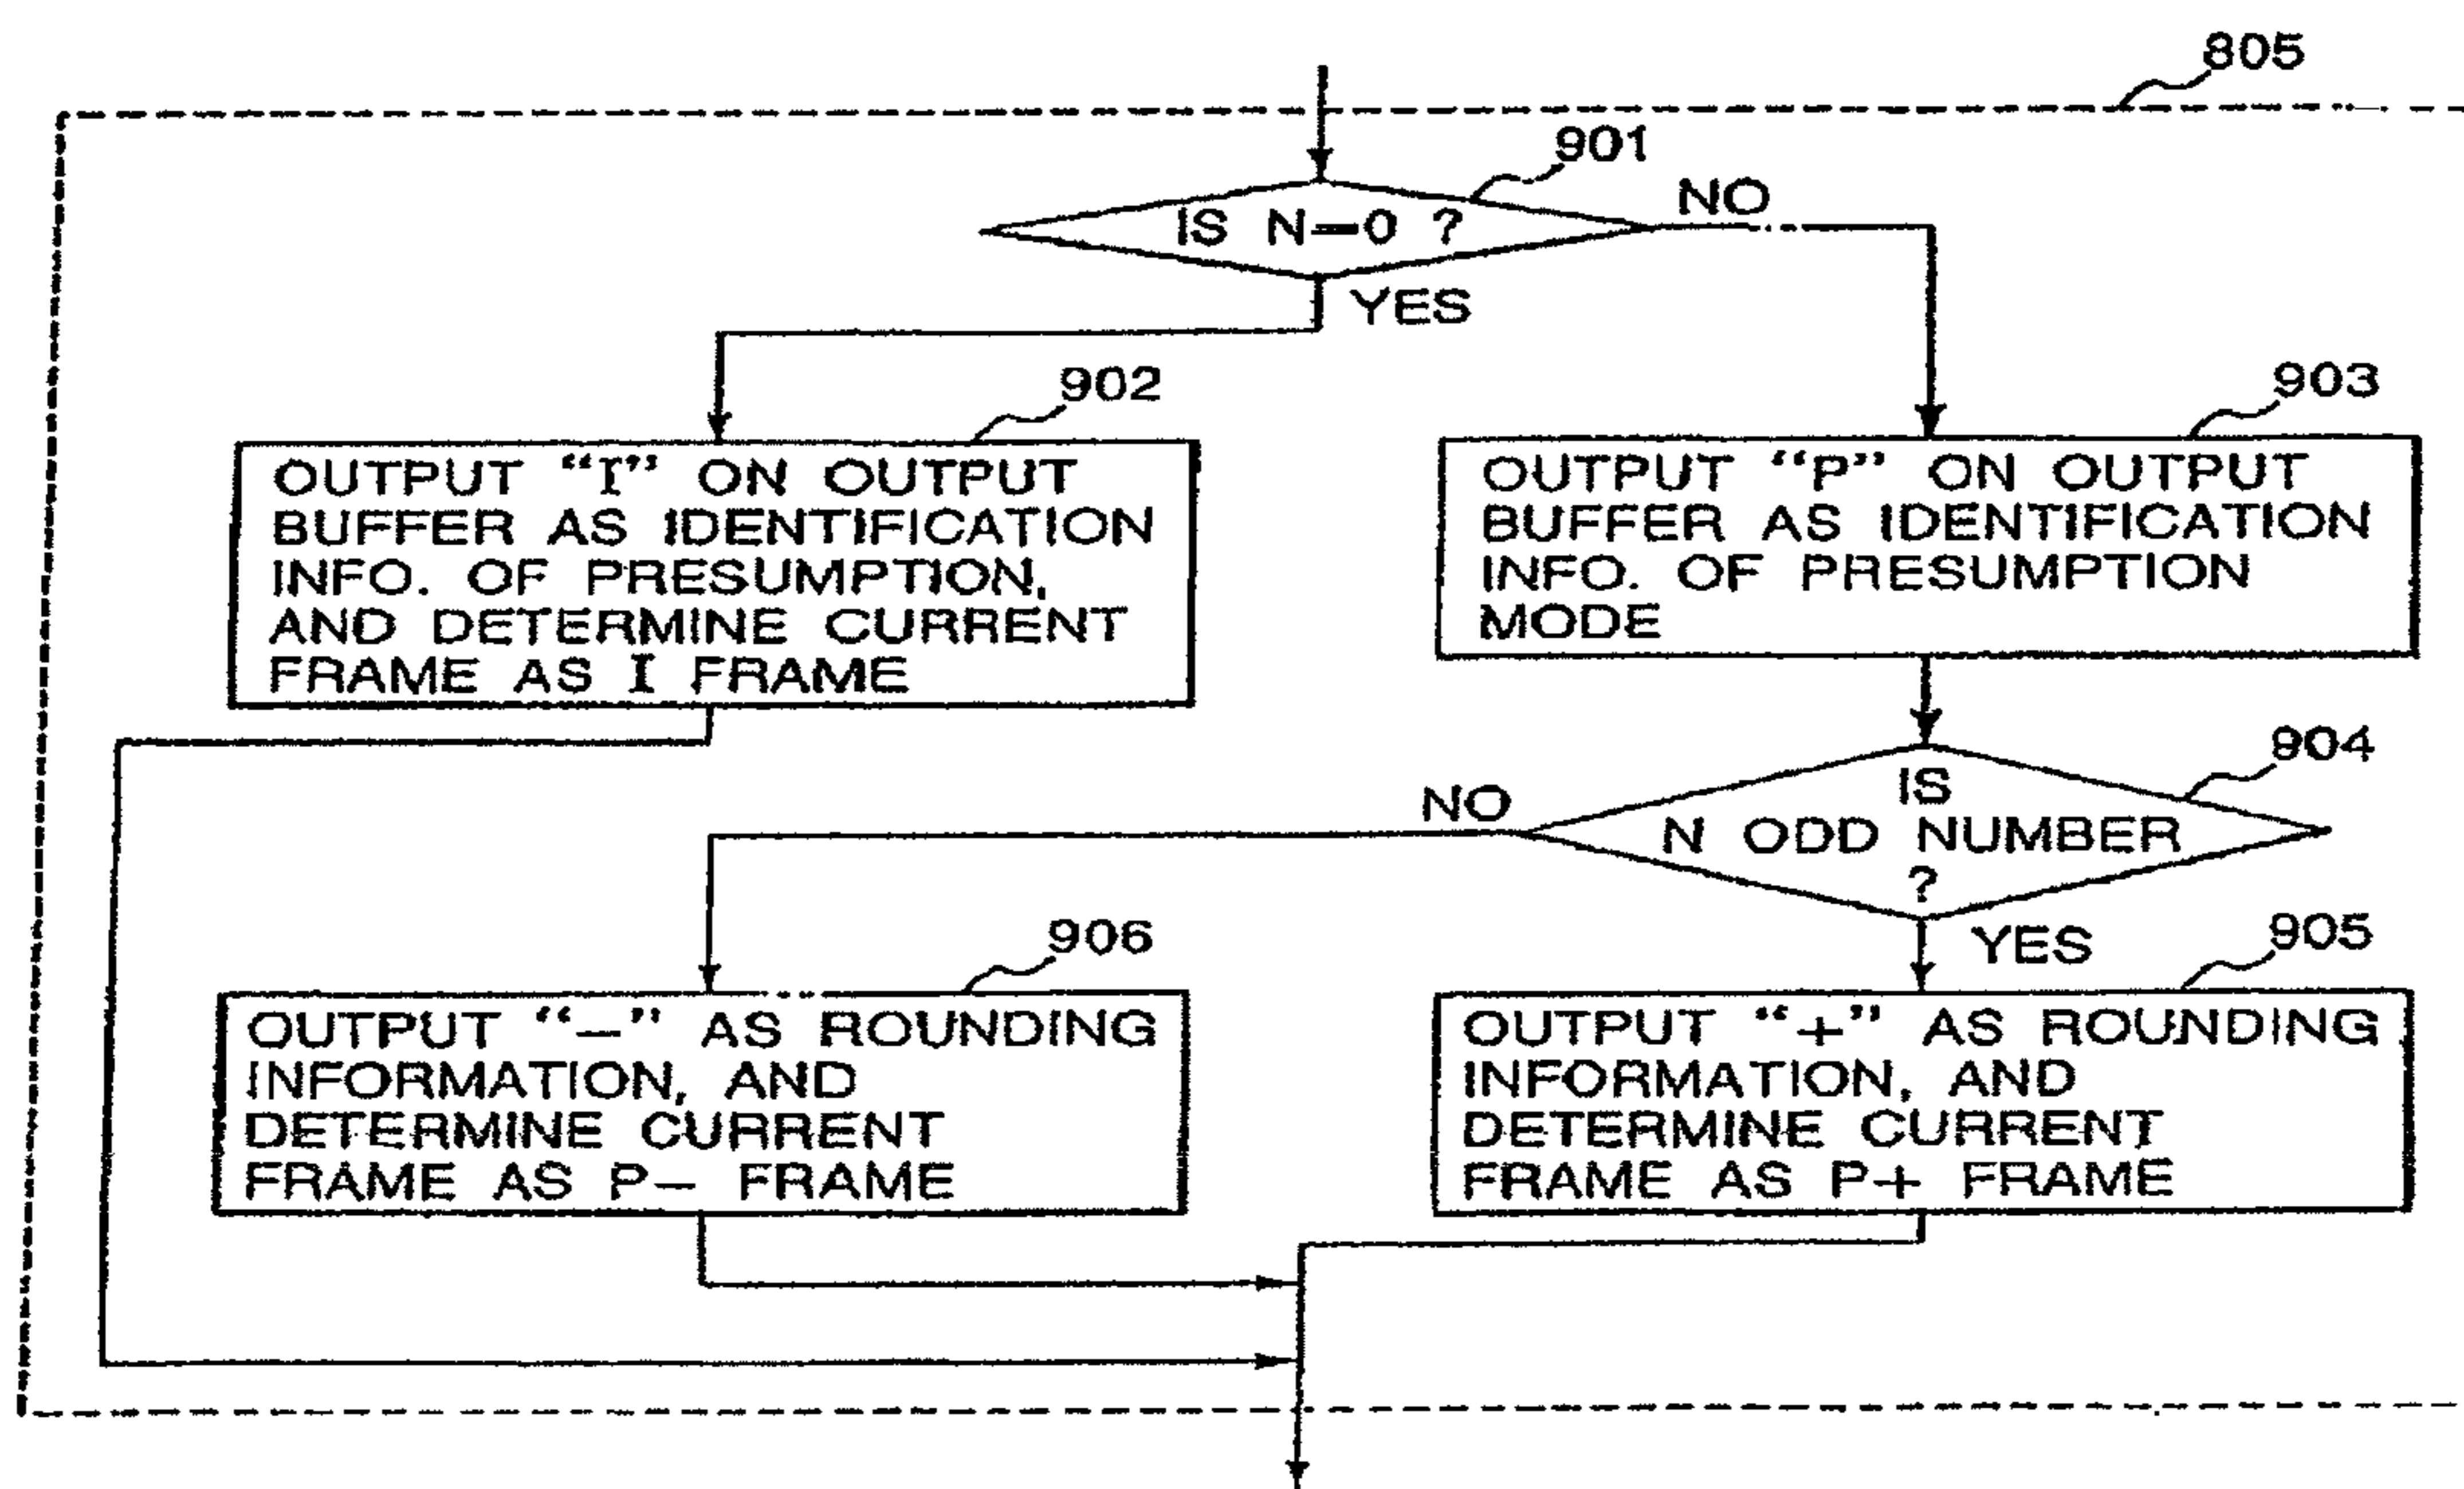 805
901
IS N=0 ?
NO
YES
902
OUTPUT “I” ON OUTPUT
BUFFER AS IDENTIFICATION
INFO. OF PRESUMPTION,
AND DETERMINE CURRENT
FRAME AS I FRAME
903
OUTPUT “P” ON OUTPUT
BUFFER AS IDENTIFICATION
INFO. OF PRESUMPTION
MODE
904
IS
N ODD NUMBER
?
NO
YES
906
OUTPUT “−” AS ROUNDING
INFORMATION, AND
DETERMINE CURRENT
FRAME AS P− FRAME
905
OUTPUT “+” AS ROUNDING
INFORMATION, AND
DETERMINE CURRENT
FRAME AS P+ FRAME